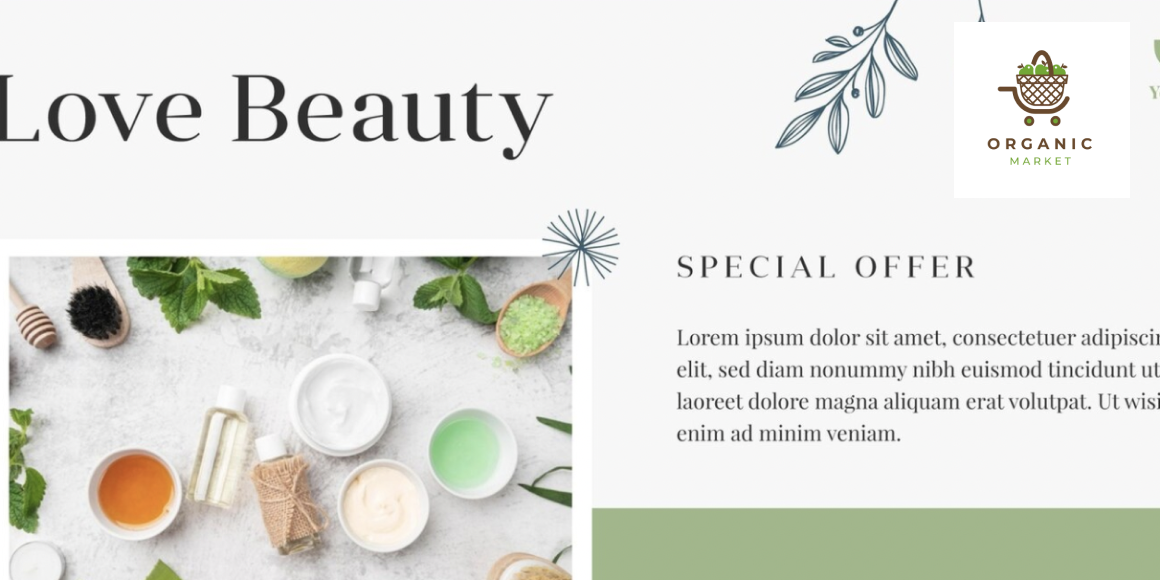 Love Beauty
ORGANIC
MARKET
SPECIAL OFFER
Lorem ipsum dolor sit amet, consectetuer
elit, sed diam nonummy nibh euismod tincidunt ut
laoreet dolore magna aliquam erat volutpat. Ut wisi
enim ad minim veniam.